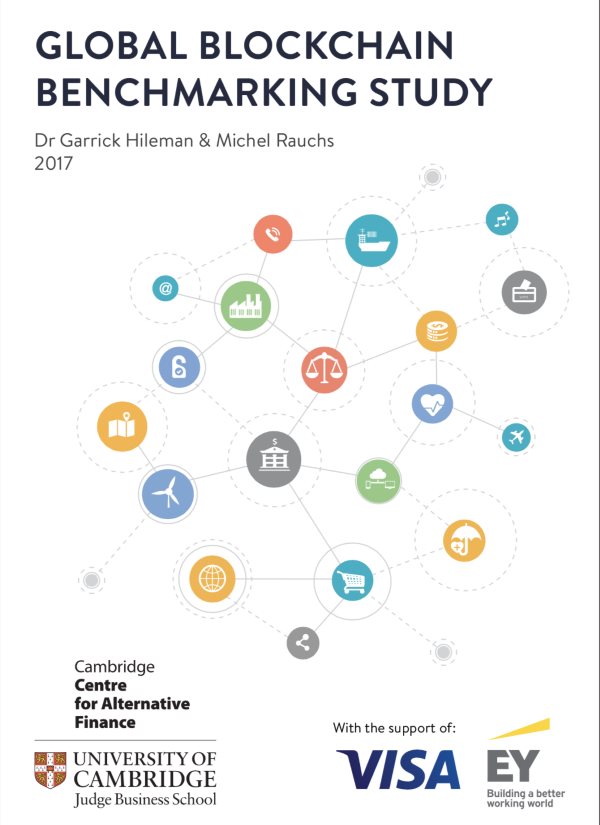 GLOBAL BLOCKCHAIN
BENCHMARKING STUDY
Dr Garrick Hileman & Michel Rauchs
2017
@
$
Cambridge
Centre
for Alternative
Finance
UNIVERSITY OF
CAMBRIDGE
Judge Business School
With the support of:
VISA
EY
Building a better
working world